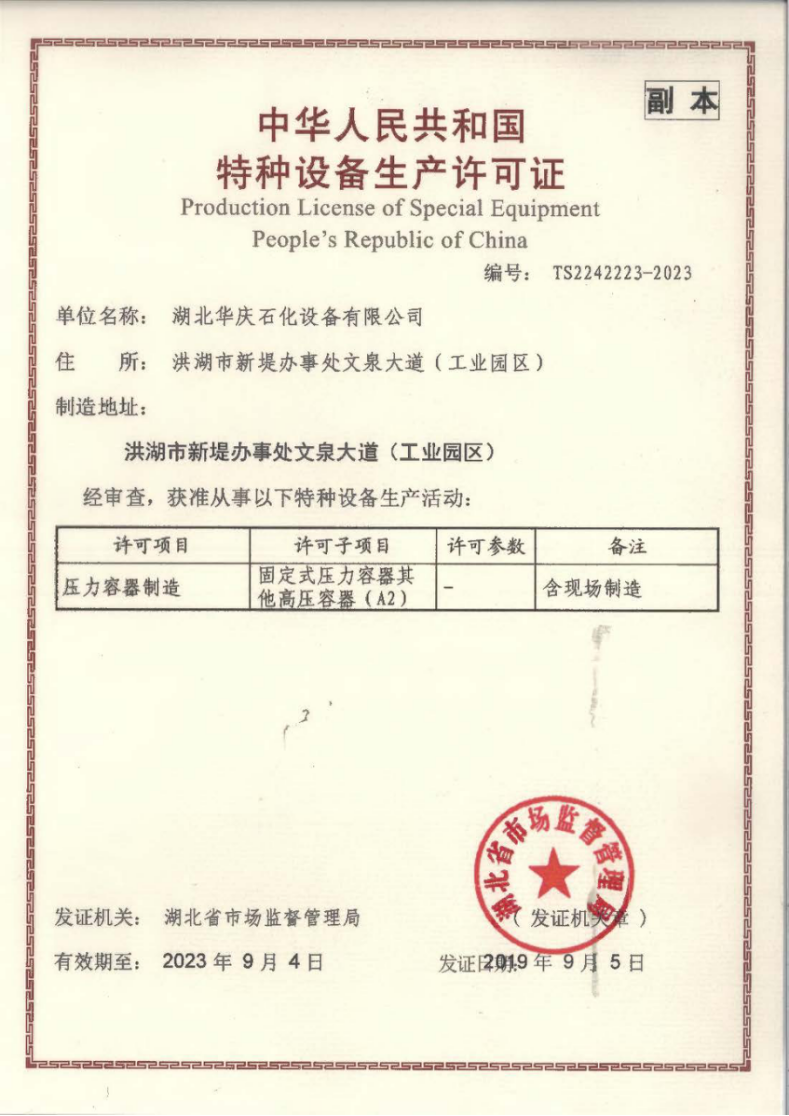 副 本
中华人民共和国
特种设备生产许可证
Production License of Special Equipment
People's Republic of China
编号： TS2242223-2023
单位名称： 湖北华庆石化设备有限公司
住 所： 洪湖市新堤办事处文泉大道（工业园区）
制造地址：
洪湖市新堤办事处文泉大道（工业园区）
经审查，获准从事以下特种设备生产活动：
许可项目 许可子项目 许可参数 备注
压力容器制造 固定式压力容器其他高压容器（A2） - 含现场制造
湖北省市场监督管理局
发证机关： 湖北省市场监督管理局 （发证机关章）
有效期至： 2023 年 9 月 4 日 发证日期: 2019 年 9 月 5 日